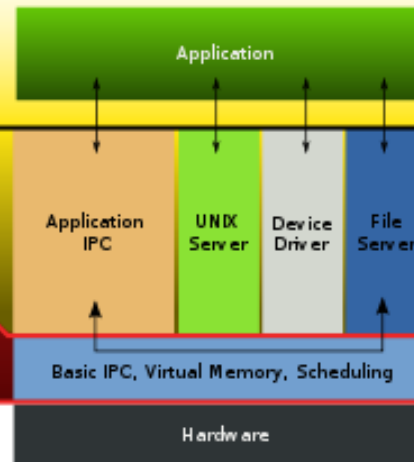 Application
Application
IPC
UNIX
Server
Device
Driver
File
Server
Basic IPC, Virtual Memory, Scheduling
Hardware